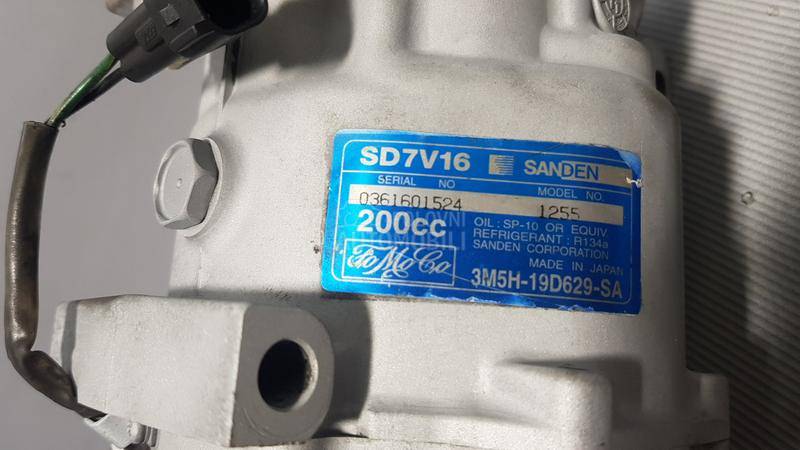 SD7V16 SANDEN
SERIAL NO MODEL NO.
0361601524 1255
200cc
OIL: SP-10 OR EQUIV.
REFRIGERANT: R134a
SANDEN CORPORATION
MADE IN JAPAN
FoMoCo
3M5H-19D629-SA